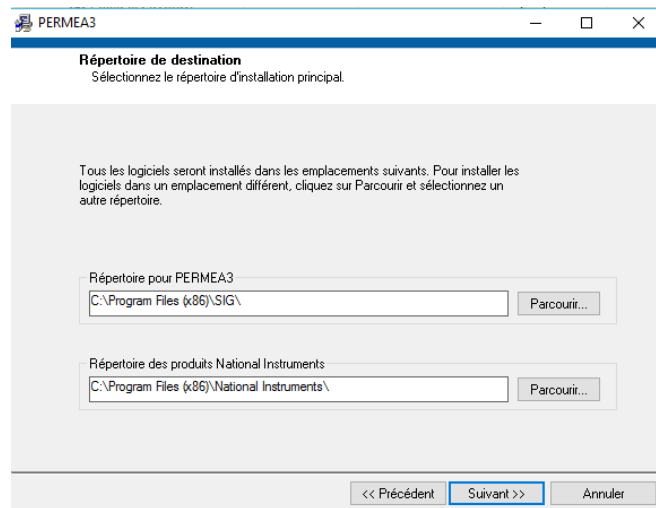 PERMEA3
Répertoire de destination
Sélectionnez le répertoire d'installation principal.
Tous les logiciels seront installés dans les emplacements suivants. Pour installer les
logiciels dans un emplacement différent, cliquez sur Parcourir et sélectionnez un
autre répertoire.
Répertoire pour PERMEA3
C:\Program Files (x86)\SIG\
Parcourir...
Répertoire des produits National Instruments
C:\Program Files (x86)\National Instruments\
Parcourir...
<< Précédent
Suivant >>
Annuler